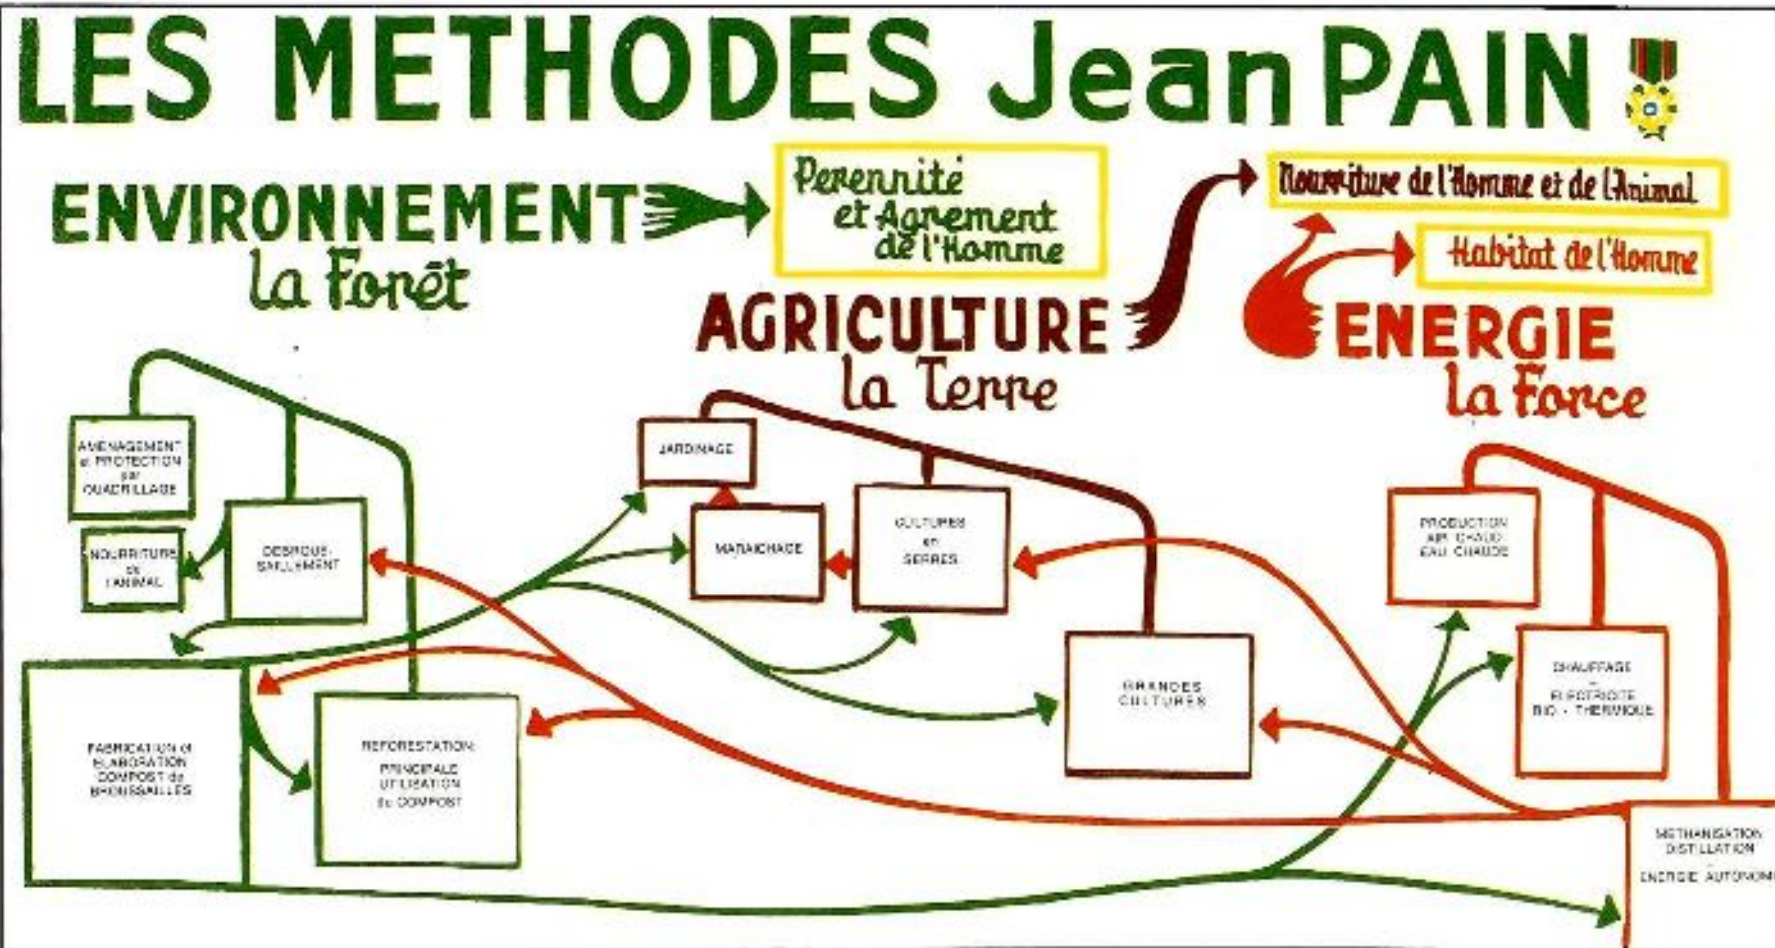 LES METHODES Jean PAIN
ENVIRONNEMENT
la Forêt
Perennité
et Agrement
de l'Homme
AGRICULTURE
la Terre
Nourriture de l'Homme et de l'Animal
Habitat de l'Homme
ENERGIE
la Force
AMENAGEMENT
et PROTECTION
par
QUADRILLAGE
NOURRITURE
de
l'ANIMAL
DEBROUS-
SAILLEMENT
FABRICATION et
ELABORATION
COMPOST de
BROUSSAILLES
REFORESTATION:
PRINCIPALE
UTILISATION
du COMPOST
JARDINAGE
MARAICHAGE
CULTURES
en
SERRES
GRANDES
CULTURES
PRODUCTION
AIR CHAUD
EAU CHAUDE
CHAUFFAGE
-
ELECTRICITE
BIO - THERMIQUE
METHANISATION
DISTILLATION
-
ENERGIE AUTONOM